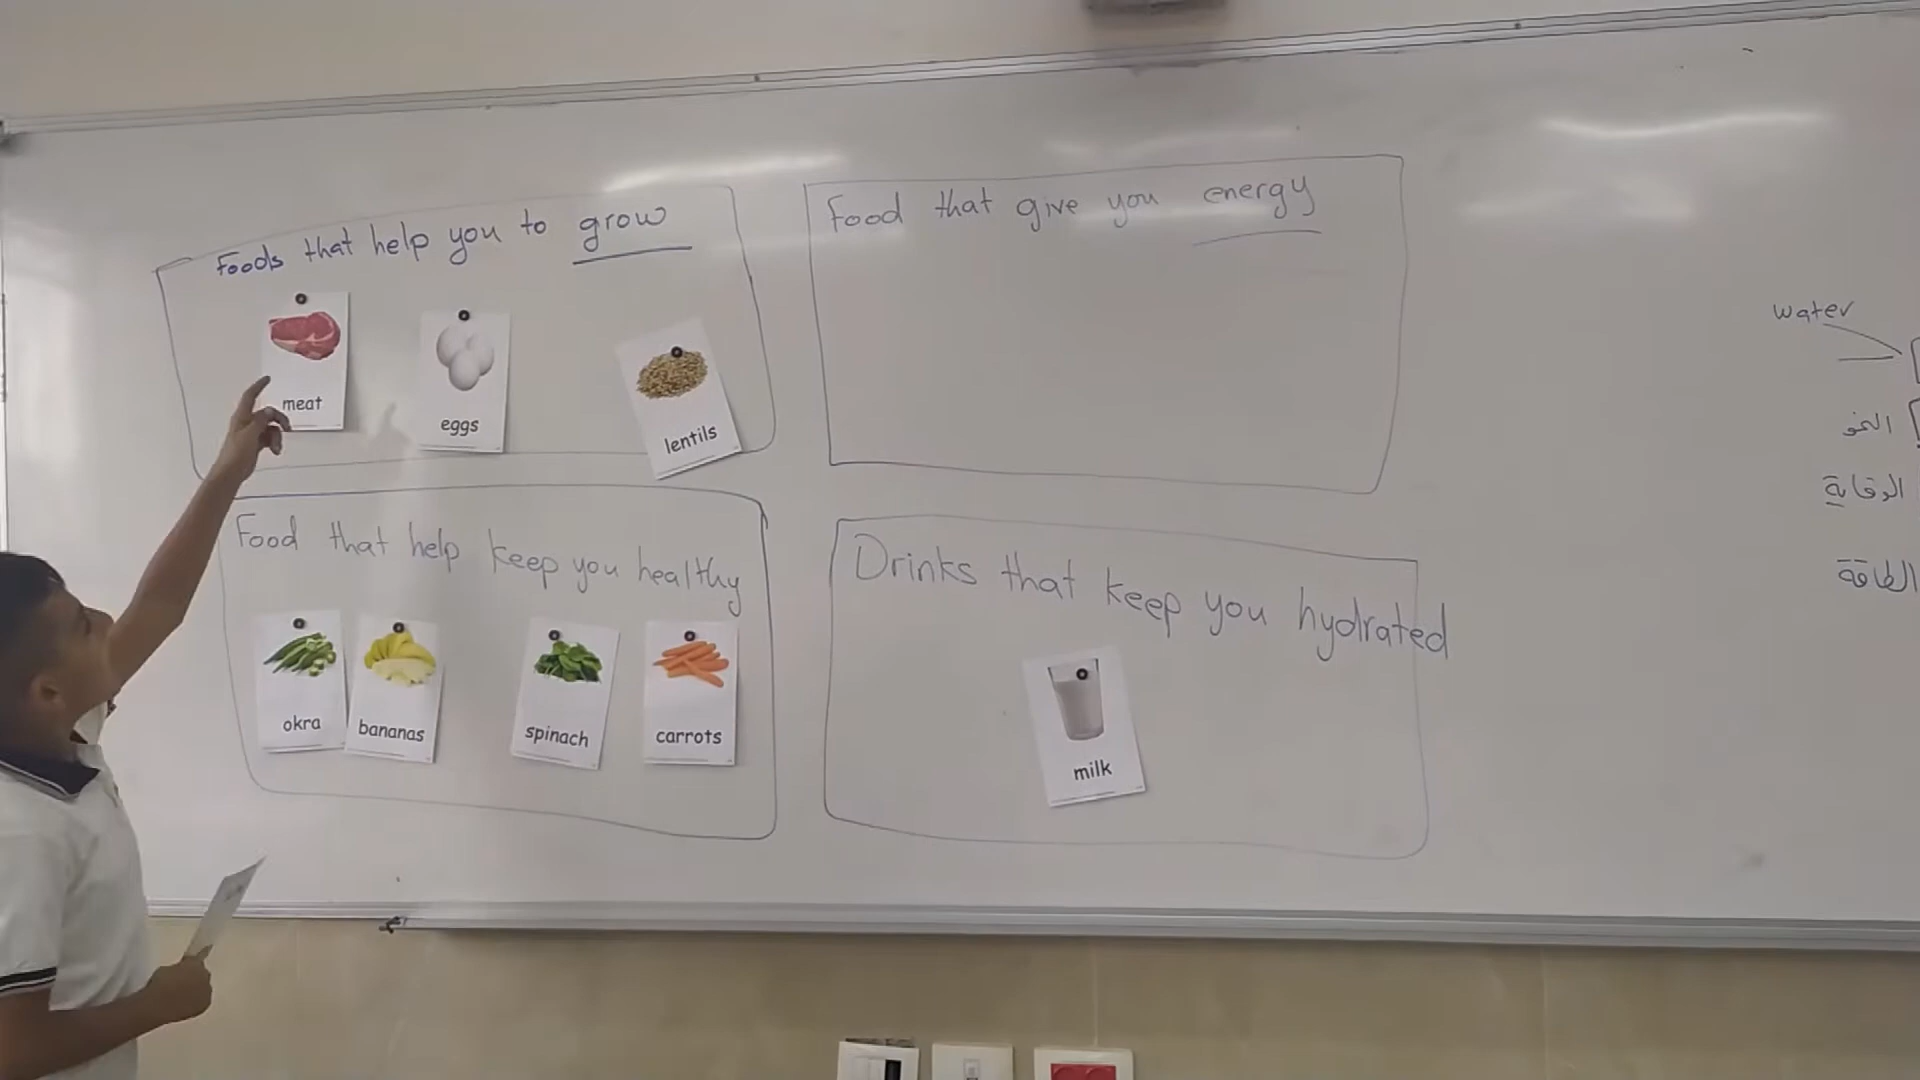 Foods that help you to grow
meat
eggs
lentils
Food that give you energy
Food that help keep you healthy
okra
bananas
spinach
carrots
Drinks that keep you hydrated
milk
water
النمو
الوقاية
الطاقة